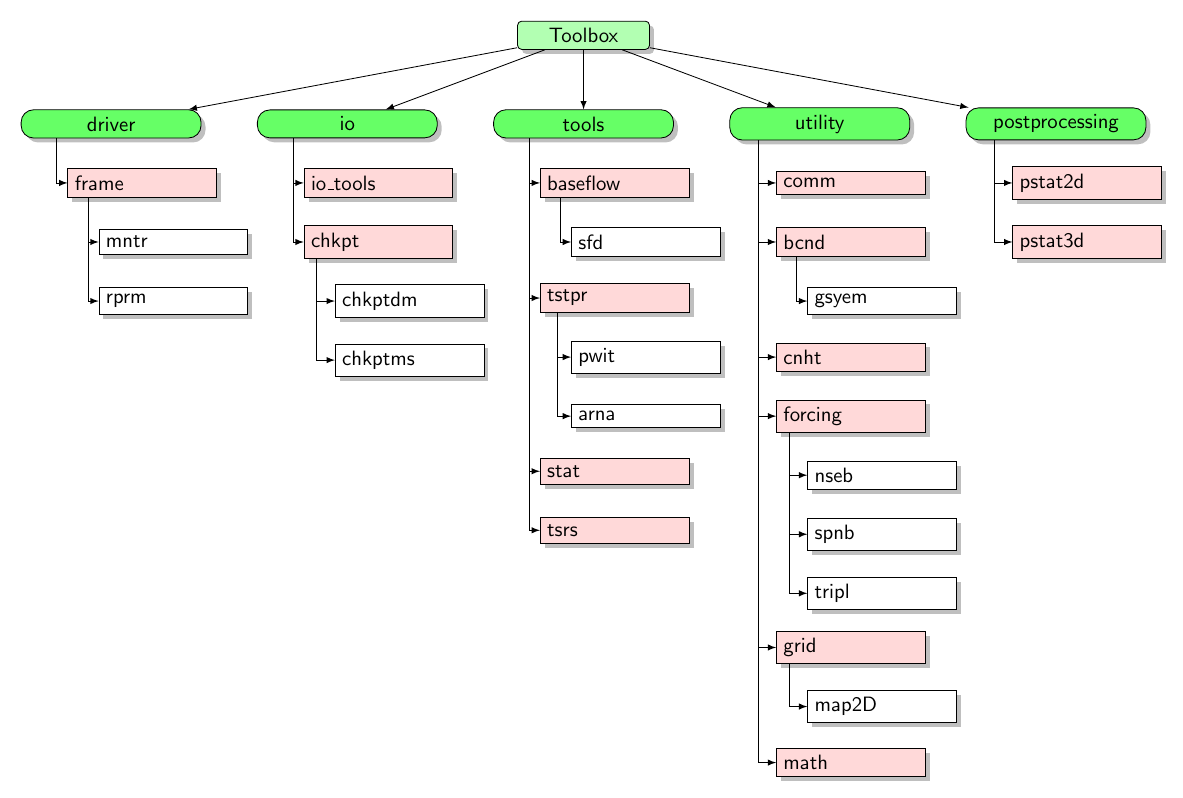 Toolbox
driver
frame
mntr
rprm
io
io_tools
chkpt
chkptdm
chkptms
tools
baseflow
sfd
tstpr
pwit
arna
stat
tsrs
utility
comm
bcnd
gsyem
cnht
forcing
nseb
spnb
tripl
grid
map2D
math
postprocessing
pstat2d
pstat3d